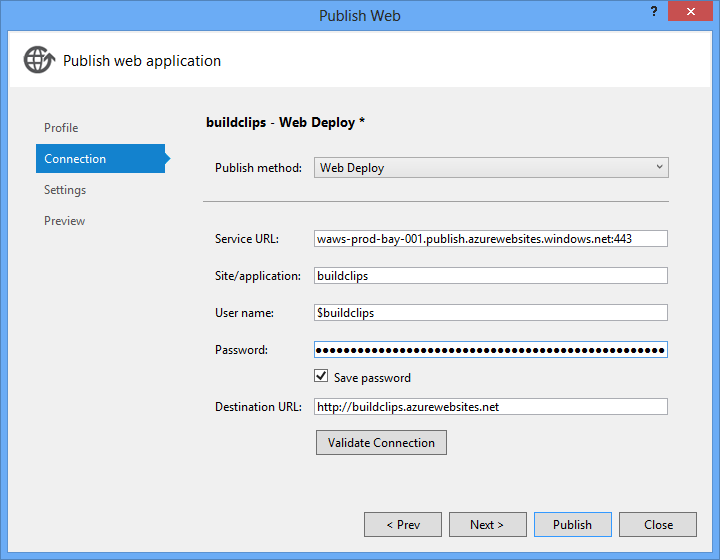 Publish Web
?
Publish web application
Profile
Connection
Settings
Preview
buildclips - Web Deploy *
Publish method: Web Deploy
Service URL: waws-prod-bay-001.publish.azurewebsites.windows.net:443
Site/application: buildclips
User name: $buildclips
Password: ●●●●●●●●●●●●●●●●●●●●●●●●●●●●●●●●●●●●●●●●●●●●●●●●●●
Save password
Destination URL: http://buildclips.azurewebsites.net
Validate Connection
< Prev Next > Publish Close